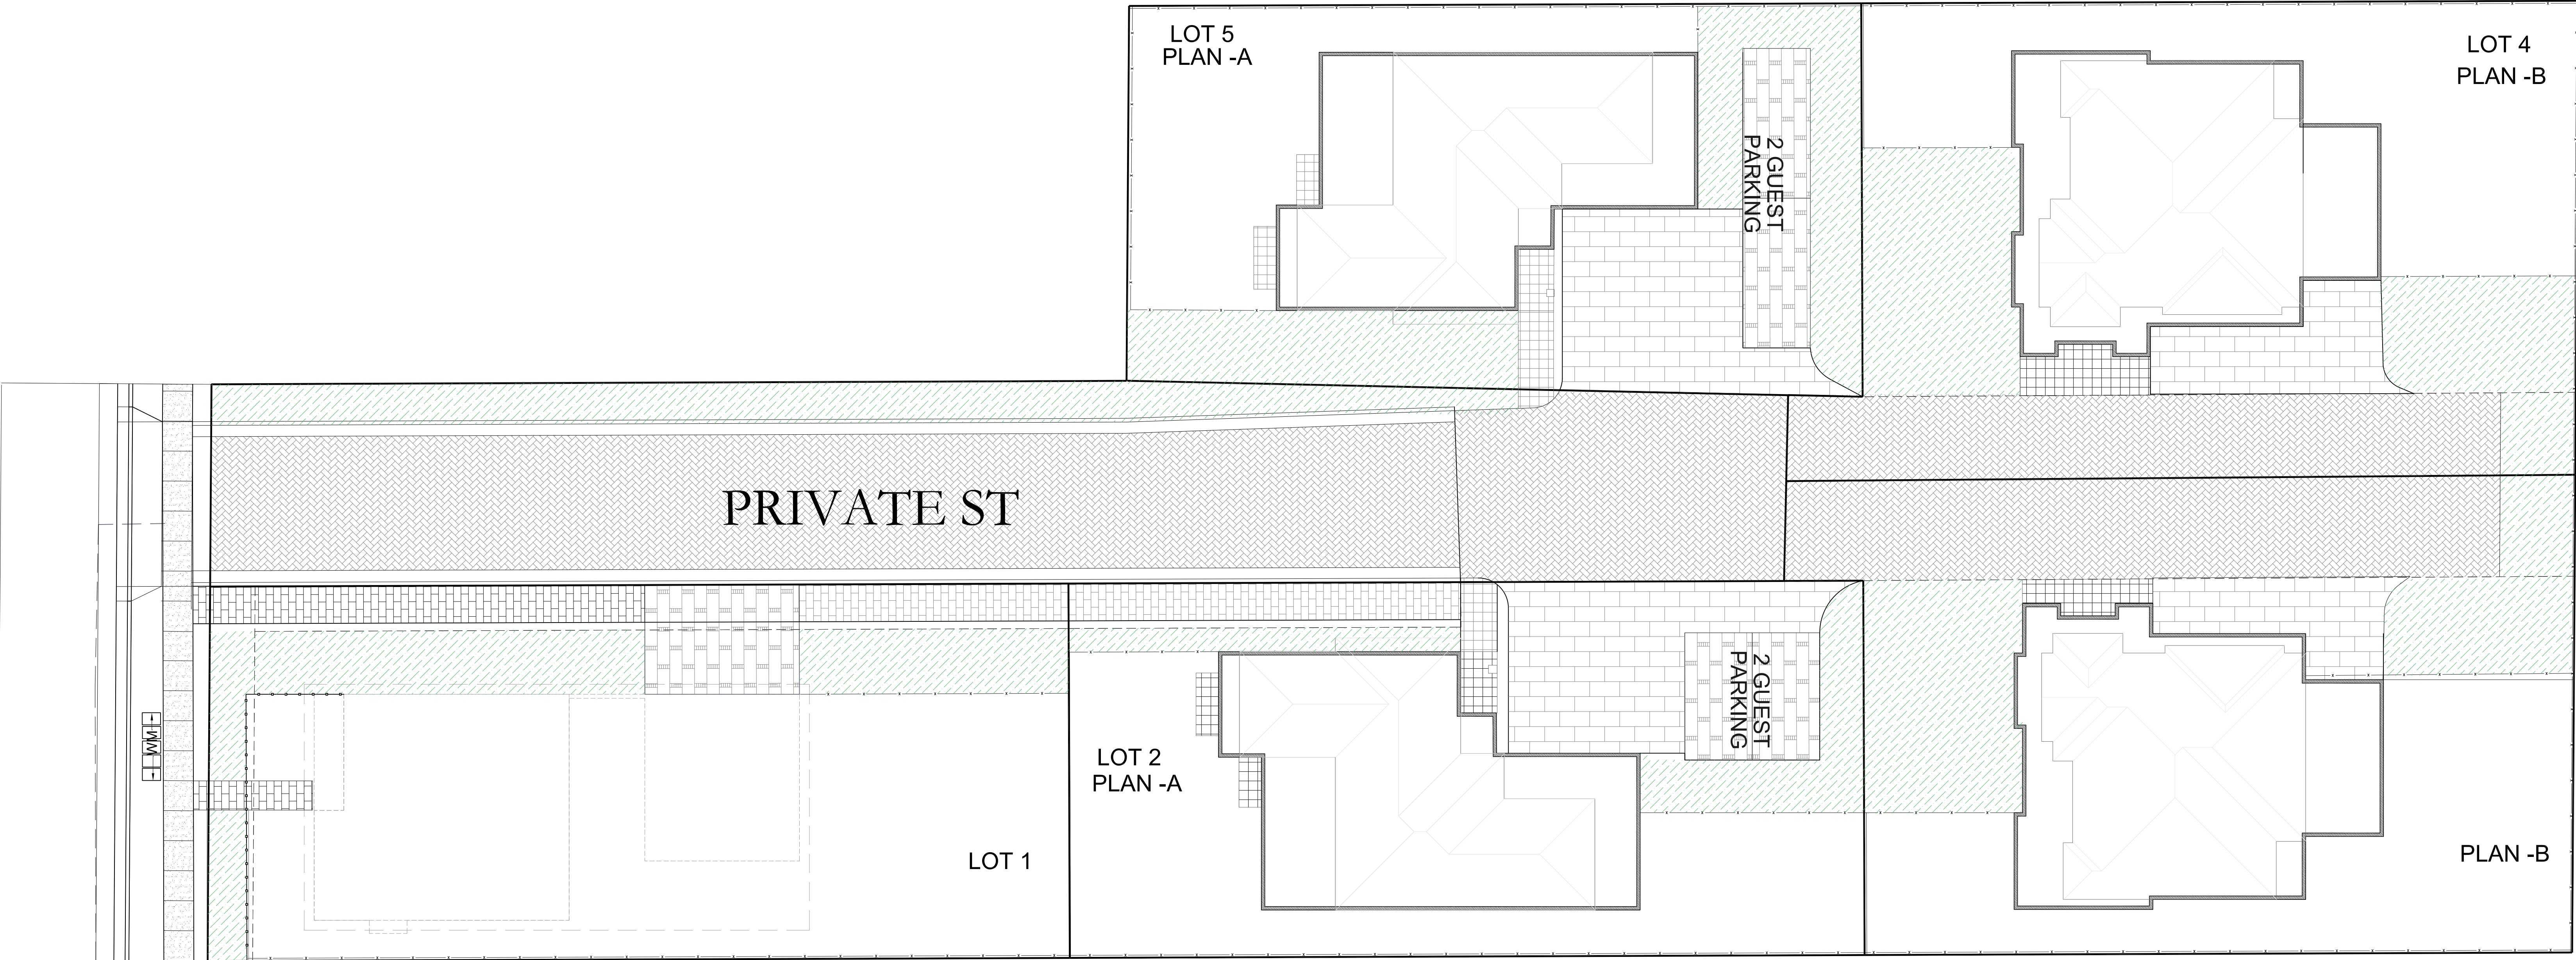 LOT 5
PLAN -A
LOT 4
PLAN -B
2 GUEST
PARKING
PRIVATE ST
2 GUEST
PARKING
WM
LOT 2
PLAN -A
LOT 1
PLAN -B